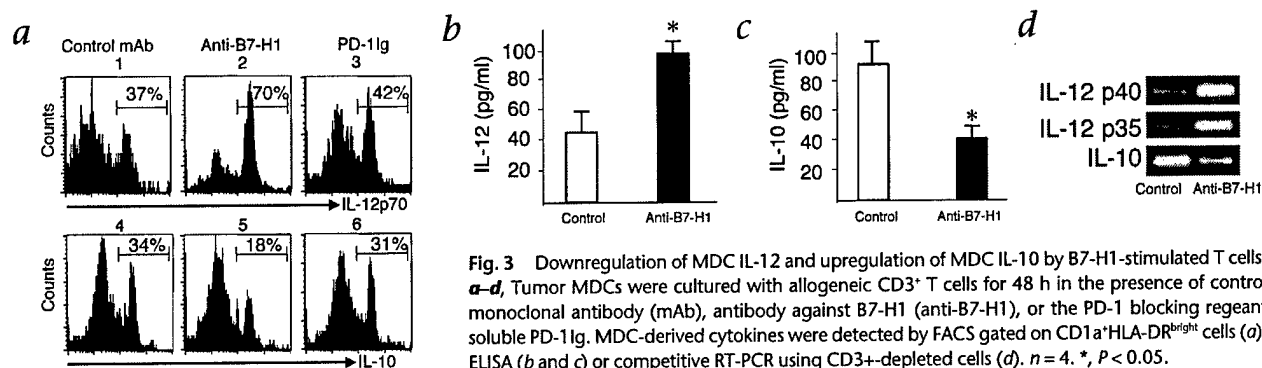 a
Control mAb Anti-B7-H1 PD-1Ig
1 2 3
37% 70% 42%
Counts
IL-12p70
4 5 6
34% 18% 31%
Counts
IL-10
b
*
IL-12 (pg/ml)
100
80
60
40
20
Control Anti-B7-H1
c
*
IL-10 (pg/ml)
100
80
60
40
20
Control Anti-B7-H1
d
IL-12 p40
IL-12 p35
IL-10
Control Anti-B7-H1
Fig. 3 Downregulation of MDC IL-12 and upregulation of MDC IL-10 by B7-H1-stimulated T cells
a–d, Tumor MDCs were cultured with allogeneic CD3+ T cells for 48 h in the presence of contro
monoclonal antibody (mAb), antibody against B7-H1 (anti-B7-H1), or the PD-1 blocking regean
soluble PD-1Ig. MDC-derived cytokines were detected by FACS gated on CD1a+HLA-DRbright cells (a)
ELISA (b and c) or competitive RT-PCR using CD3+-depleted cells (d). n = 4. *, P < 0.05.